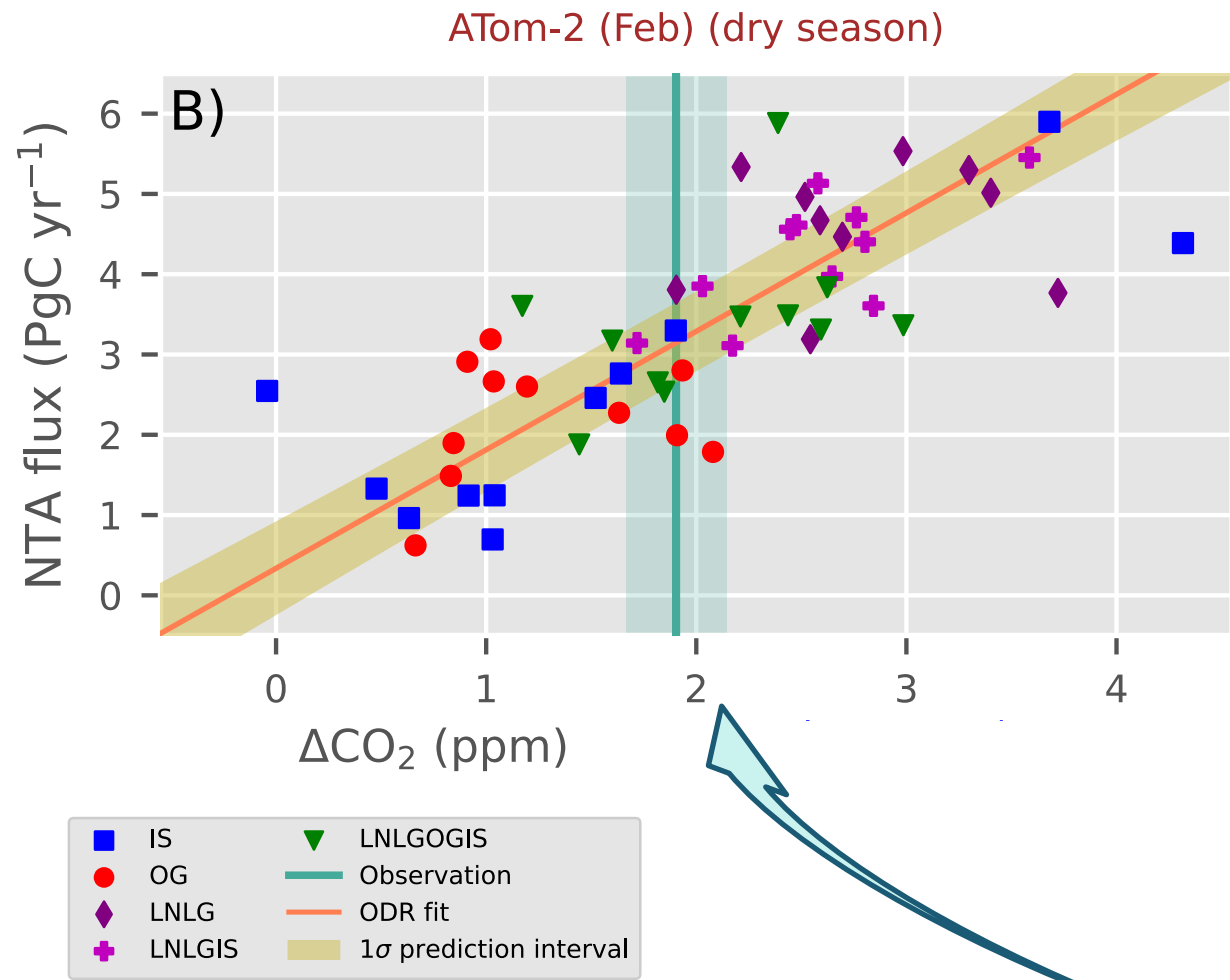 ATom-2 (Feb) (dry season)
B)
NTA flux (PgC yr⁻¹)
6
5
4
3
2
1
0
0 1 2 3 4
ΔCO₂ (ppm)
IS
OG
LNLG
LNLGIS
LNLGOGIS
Observation
ODR fit
1σ prediction interval